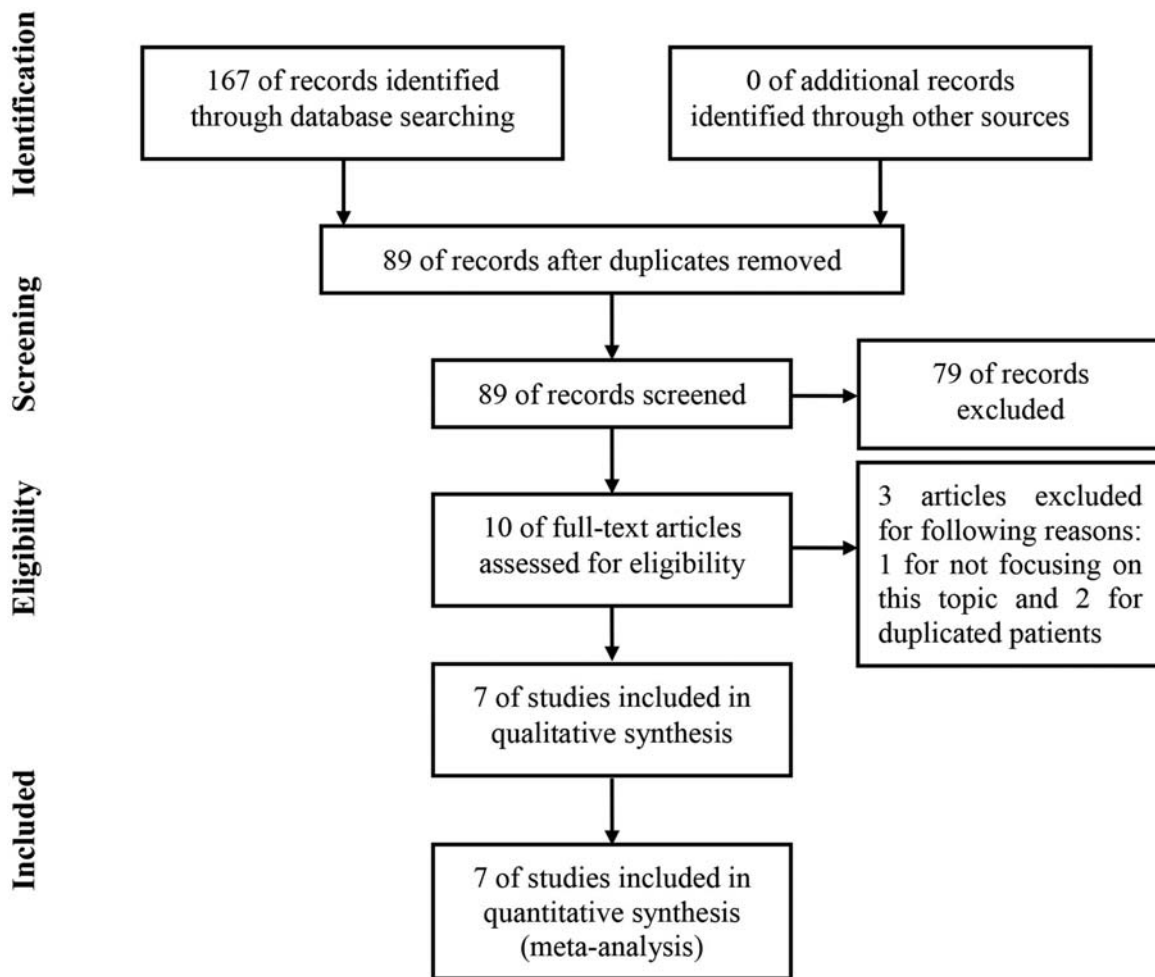 Identification
167 of records identified
through database searching
0 of additional records
identified through other sources
89 of records after duplicates removed
Screening
89 of records screened
79 of records
excluded
Eligibility
10 of full-text articles
assessed for eligibility
3 articles excluded
for following reasons:
1 for not focusing on
this topic and 2 for
duplicated patients
Included
7 of studies included in
qualitative synthesis
7 of studies included in
quantitative synthesis
(meta-analysis)